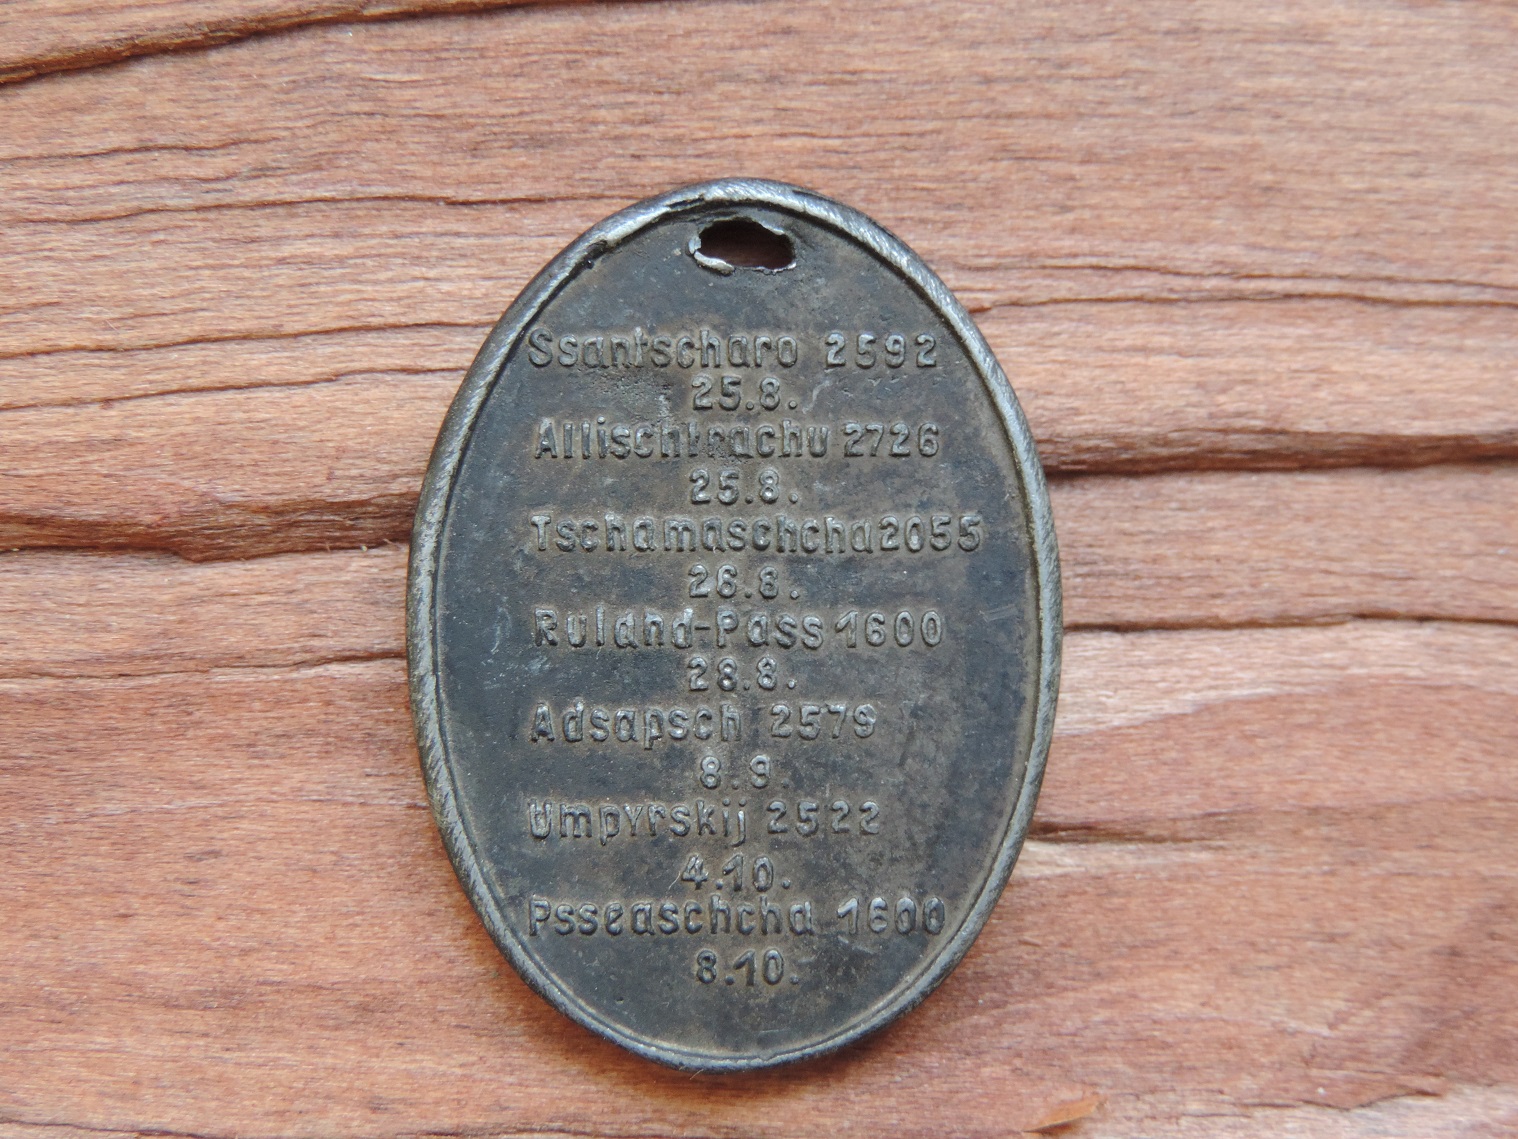 Ssantscharo 2592
25.8.
Allischtrachu 2726
25.8.
Tschamaschcha 2055
26.8.
Ruland-Pass 1600
28.8.
Adsapsch 2579
8.9
Umpyrskij 2522
4.10.
Psseaschcha 1600
8.10.